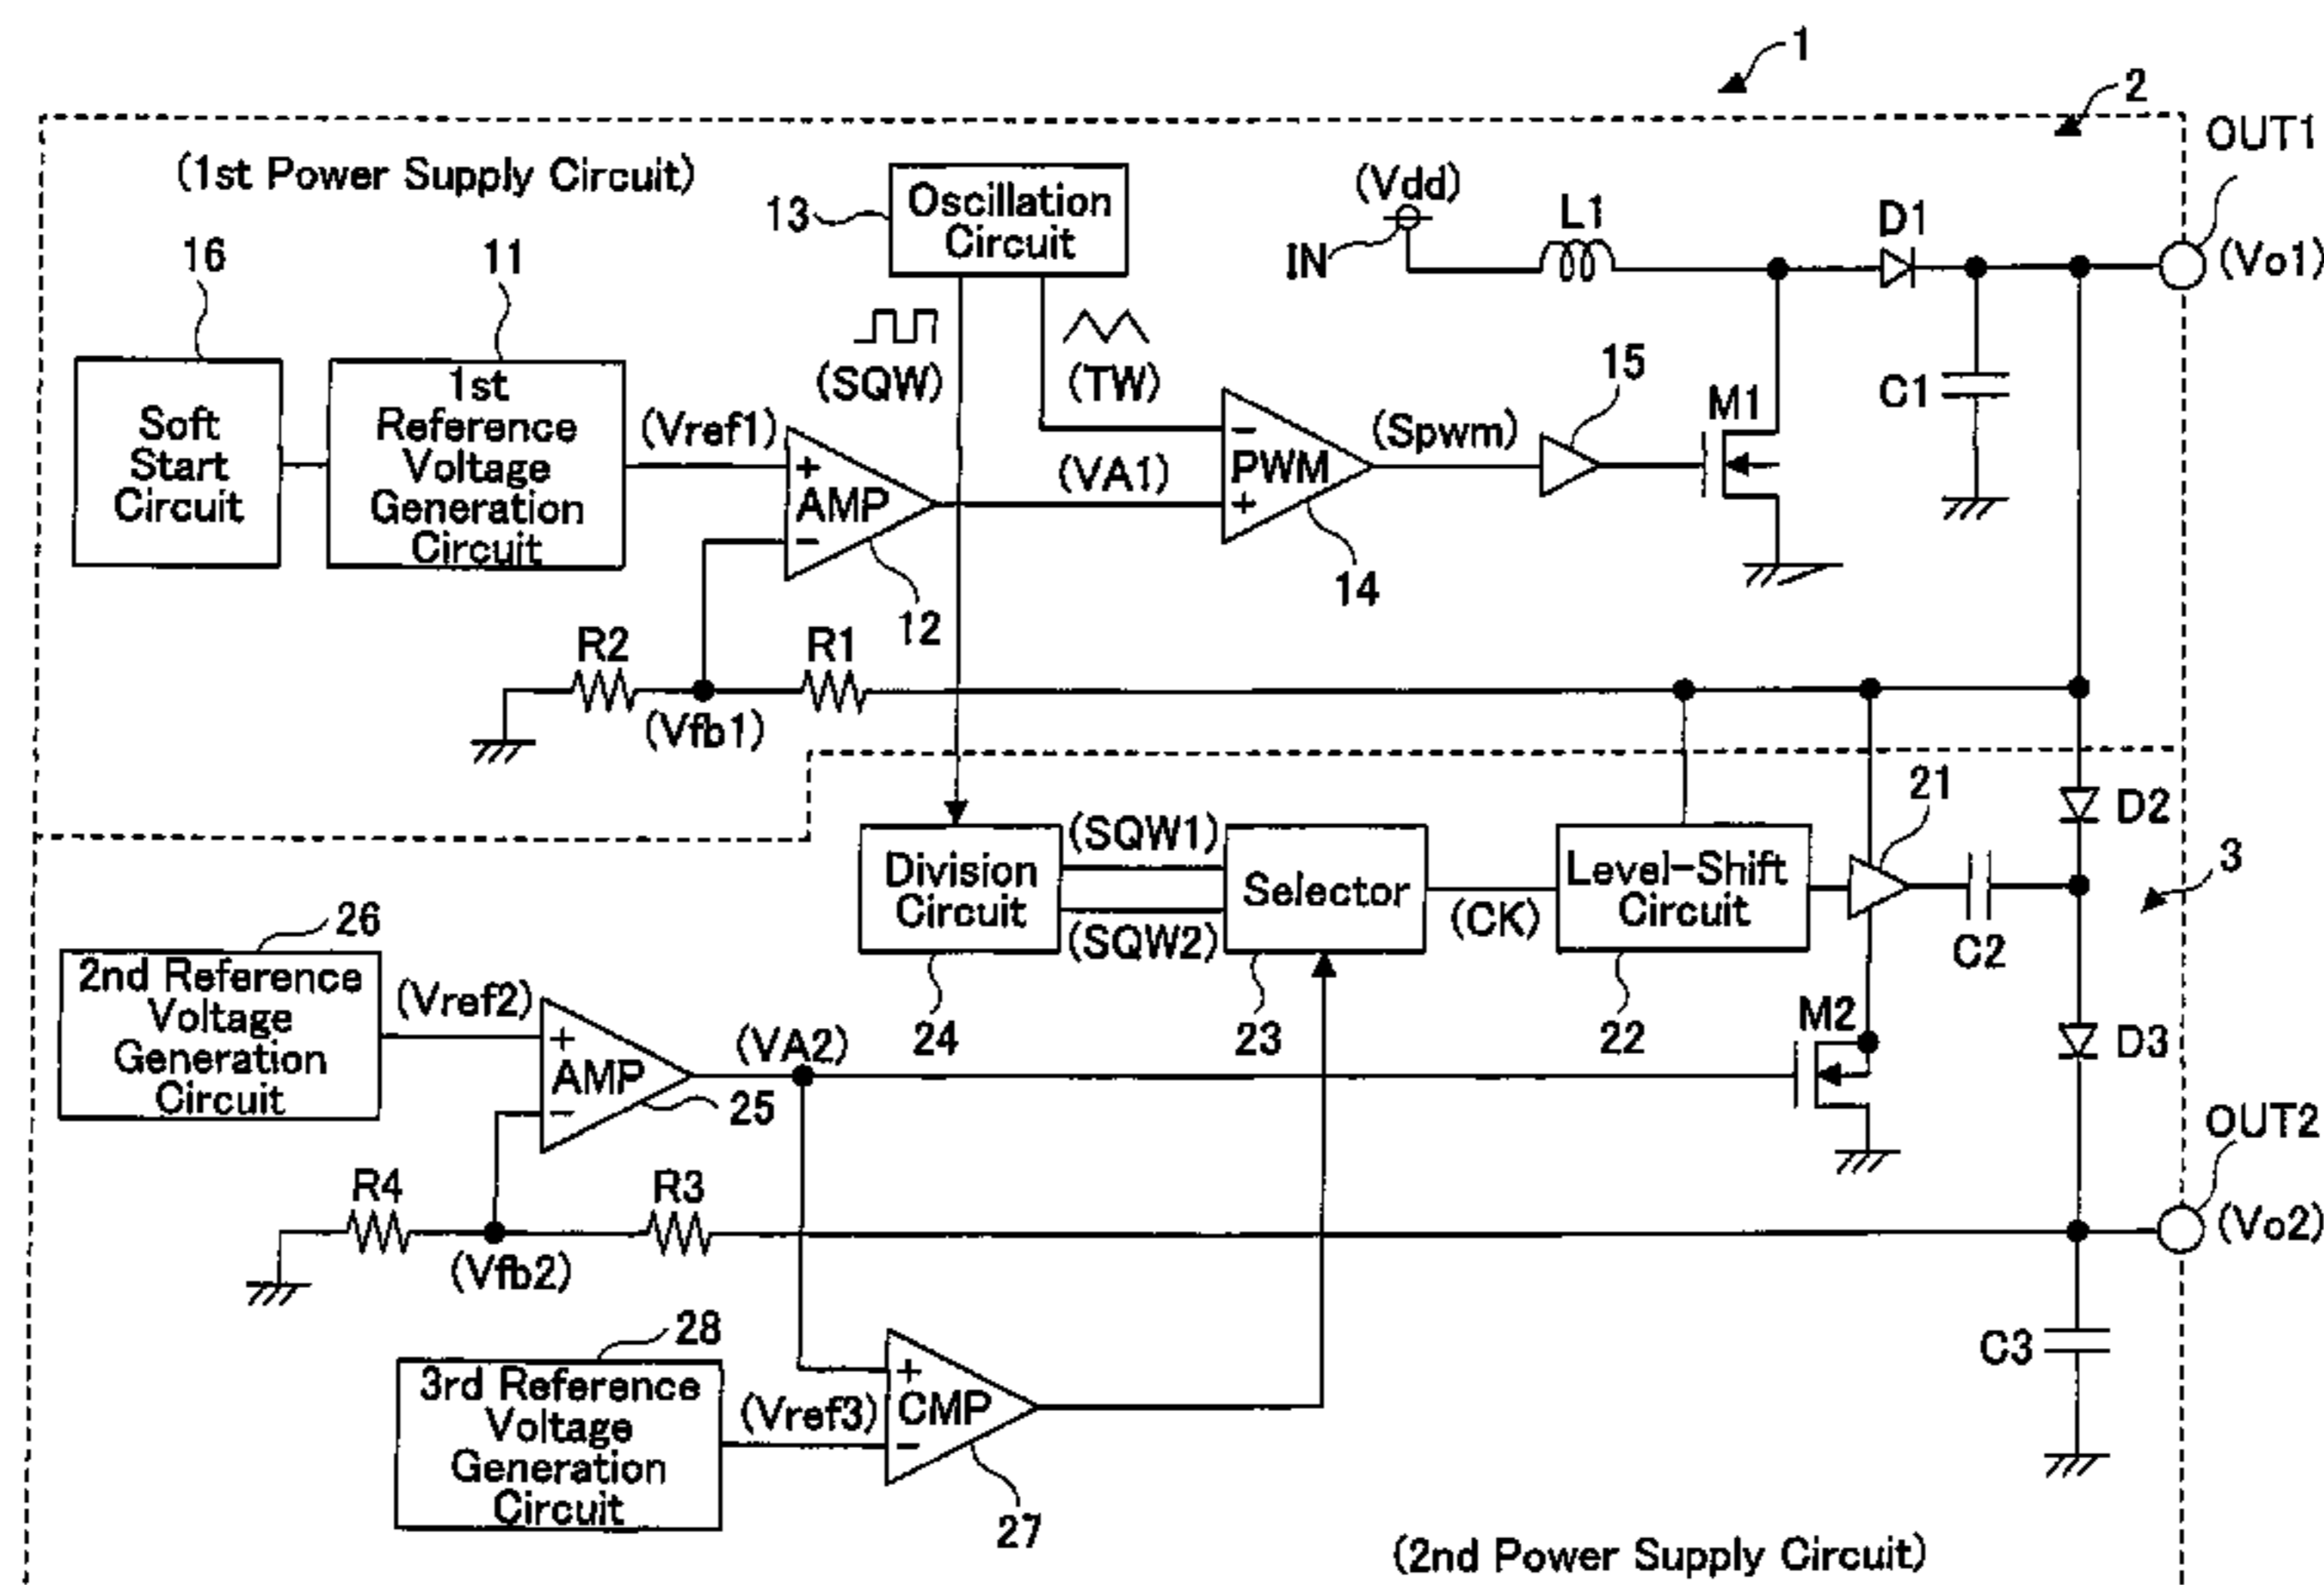 1
2
OUT1
(1st Power Supply Circuit)
13
Oscillation
Circuit
(Vdd)
IN
L1
D1
(Vo1)
16
11
(SQW)
(TW)
15
C1
M1
Soft
Start
Circuit
1st
Reference
Voltage
Generation
Circuit
(Vref1)
+
AMP
−
(VA1)
−
PWM
+
(Spwm)
12
14
R2
R1
(Vfb1)
21
D2
3
Division
Circuit
(SQW1)
(SQW2)
Selector
(CK)
Level-Shift
Circuit
C2
26
24
23
22
M2
D3
2nd Reference
Voltage
Generation
Circuit
(Vref2)
+
AMP
−
(VA2)
25
OUT2
R4
R3
(Vfb2)
(Vo2)
28
C3
3rd Reference
Voltage
Generation
Circuit
(Vref3)
+
CMP
−
27
(2nd Power Supply Circuit)